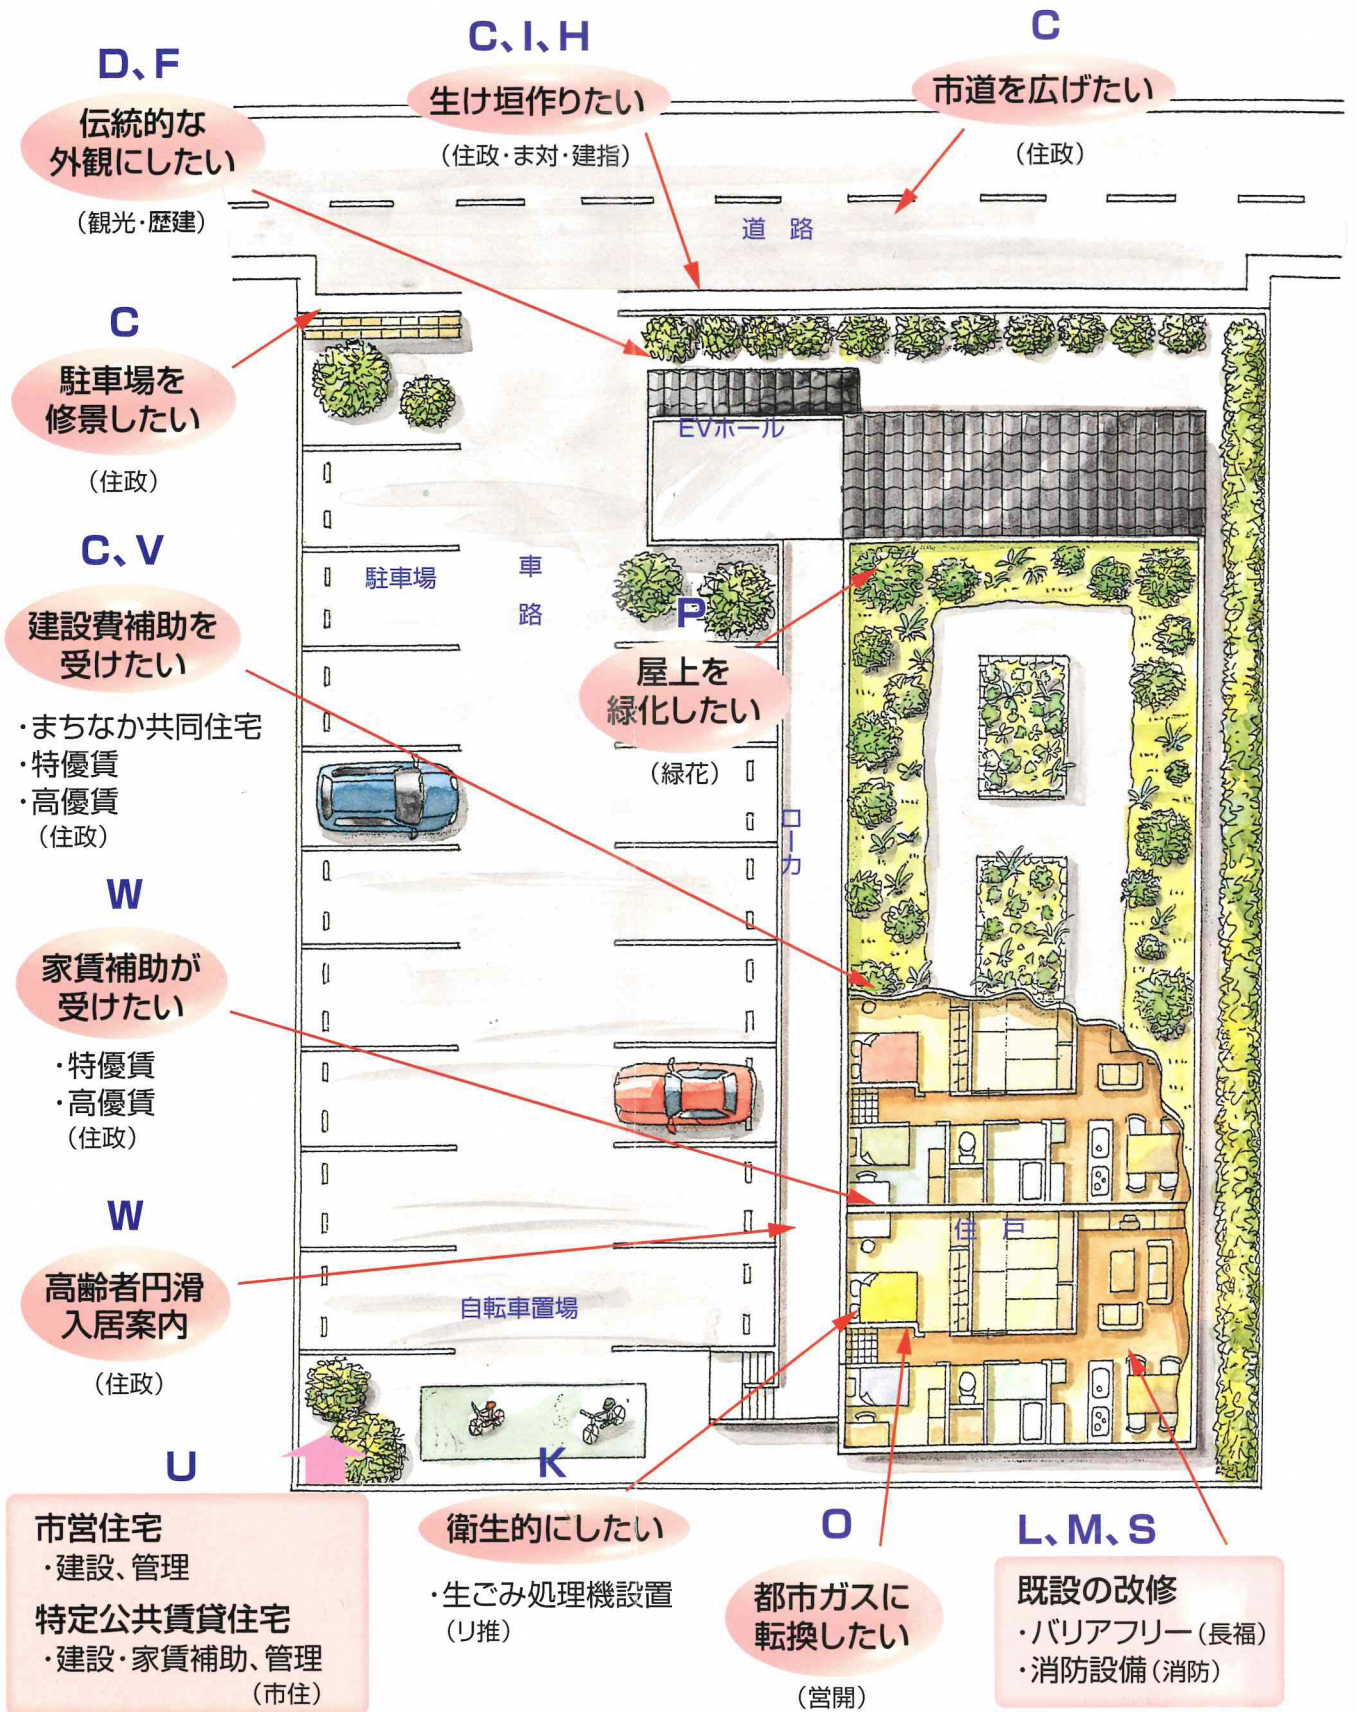 D、F
伝統的な
外観にしたい
(観光・歴建)
C、I、H
生け垣作りたい
(住政・ま対・建指)
C
市道を広げたい
(住政)
道 路
C
駐車場を
修景したい
(住政)
EVホール
C、V
建設費補助を
受けたい
・まちなか共同住宅
・特優賃
・高優賃
(住政)
駐車場
車
路
P
屋上を
緑化したい
(緑花)
ローカ
W
家賃補助が
受けたい
・特優賃
・高優賃
(住政)
W
高齢者円滑
入居案内
(住政)
住 戸
自転車置場
U
市営住宅
・建設、管理
特定公共賃貸住宅
・建設・家賃補助、管理
(市住)
K
衛生的にしたい
・生ごみ処理機設置
(リ推)
O
都市ガスに
転換したい
(営開)
L、M、S
既設の改修
・バリアフリー(長福)
・消防設備(消防)